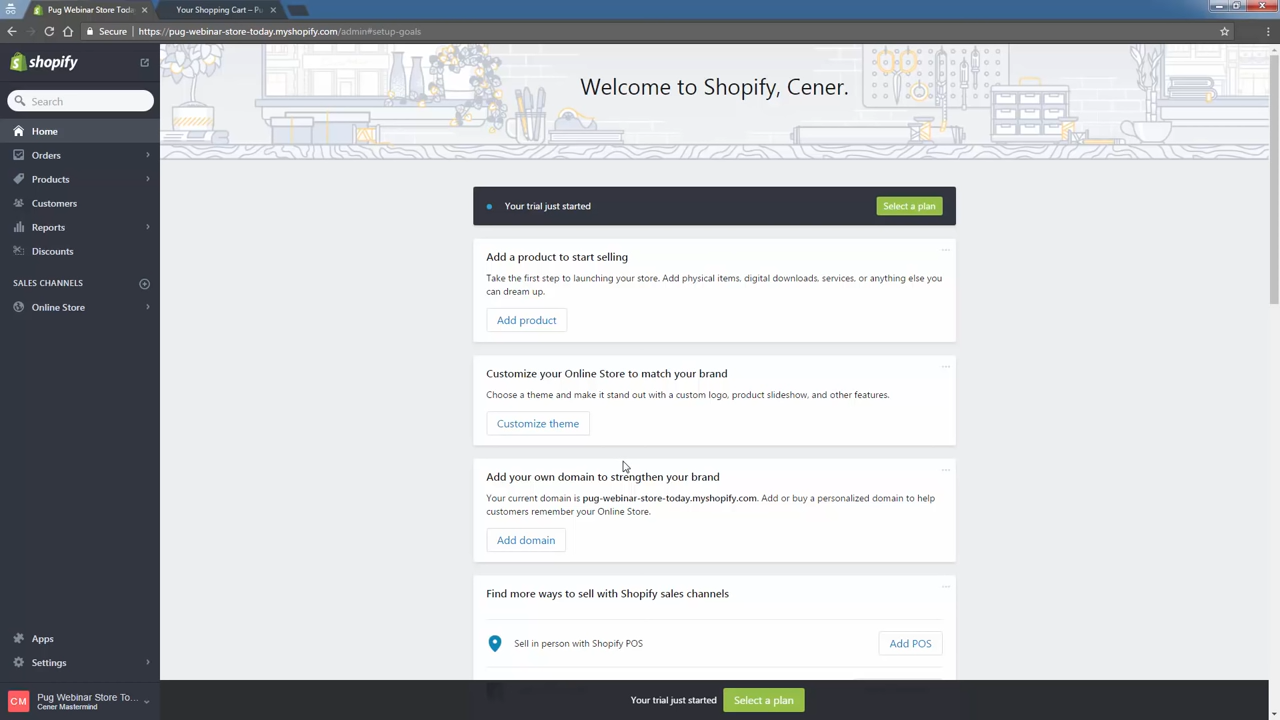 Pug Webinar Store Toda
Your Shopping Cart – Pu
Secure
https://pug-webinar-store-today.myshopify.com/admin#setup-goals
shopify
Search
Home
Orders
Products
Customers
Reports
Discounts
SALES CHANNELS
Online Store
Apps
Settings
CM
Pug Webinar Store To...
Cener Mastermind
Welcome to Shopify, Cener.
Your trial just started
Select a plan
Add a product to start selling
Take the first step to launching your store. Add physical items, digital downloads, services, or anything else you
can dream up.
Add product
Customize your Online Store to match your brand
Choose a theme and make it stand out with a custom logo, product slideshow, and other features.
Customize theme
Add your own domain to strengthen your brand
Your current domain is pug-webinar-store-today.myshopify.com. Add or buy a personalized domain to help
customers remember your Online Store.
Add domain
Find more ways to sell with Shopify sales channels
Sell in person with Shopify POS
Add POS
Your trial just started
Select a plan